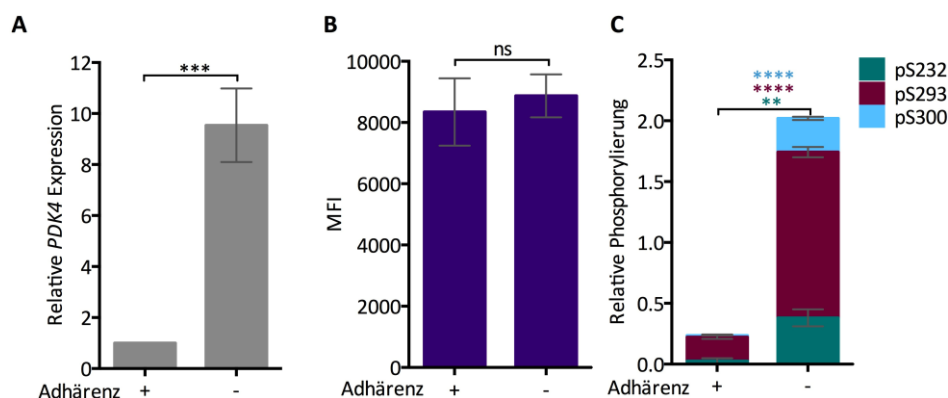 A
B
C
Relative PDK4 Expression
12
10
8
6
4
2
0
***
Adhärenz + -
MFI
10000
8000
6000
4000
2000
0
ns
Adhärenz + -
Relative Phosphorylierung
2.5
2.0
1.5
1.0
0.5
0.0
****
****
**
Adhärenz + -
pS232
pS293
pS300